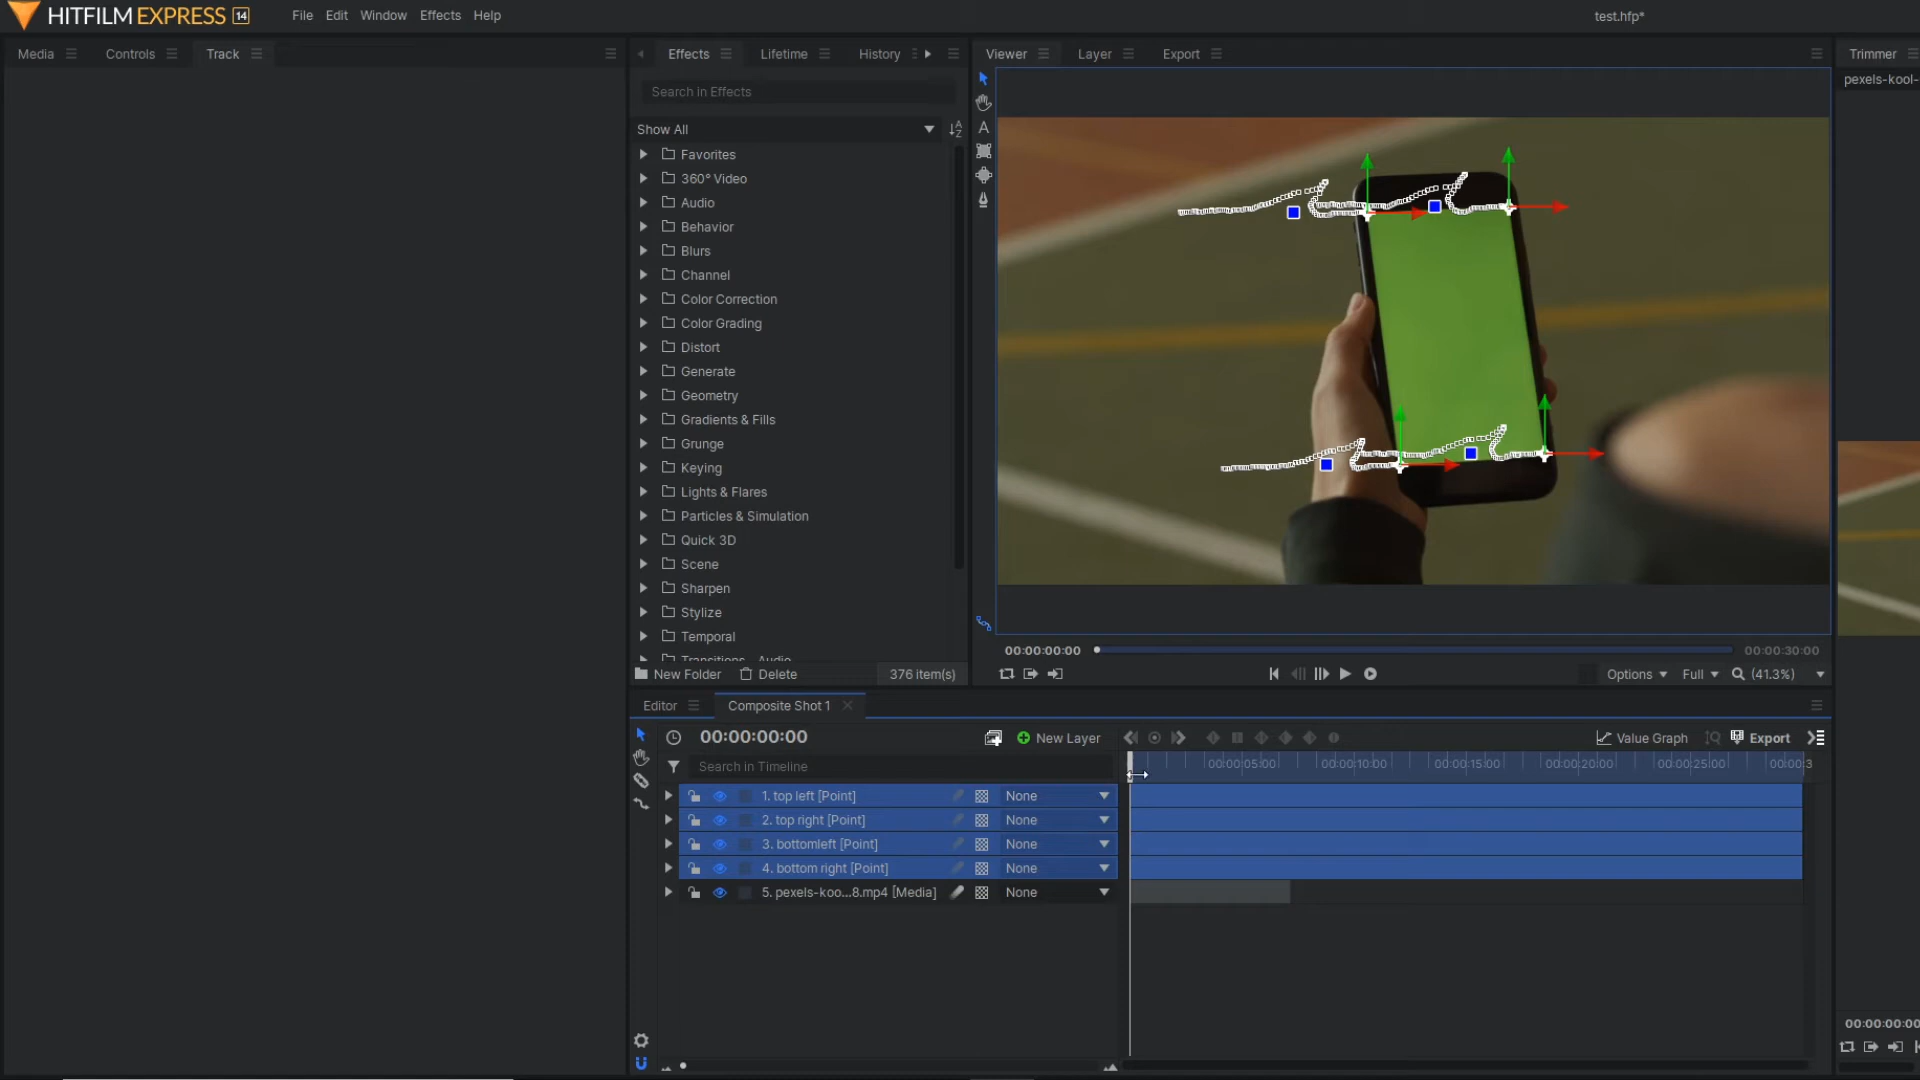 HITFILM EXPRESS 14
File Edit Window Effects Help
test.hfp*
Media Controls Track
Effects Lifetime History
Viewer Layer Export
Trimmer
Search in Effects
pexels-kool-
Show All
Favorites
360° Video
Audio
Behavior
Blurs
Channel
Color Correction
Color Grading
Distort
Generate
Geometry
Gradients & Fills
Grunge
Keying
Lights & Flares
Particles & Simulation
Quick 3D
Scene
Sharpen
Stylize
Temporal
Transitions - Audio
New Folder Delete 376 item(s)
00:00:00:00
00:00:30:00
Options Full (41.3%)
Editor Composite Shot 1
00:00:00:00
New Layer
Value Graph Export
Search in Timeline
00:00:05:00 00:00:10:00 00:00:15:00 00:00:20:00 00:00:25:00 00:00:3
1. top left [Point] None
2. top right [Point] None
3. bottomleft [Point] None
4. bottom right [Point] None
5. pexels-koo...8.mp4 [Media] None
00:00:00:00